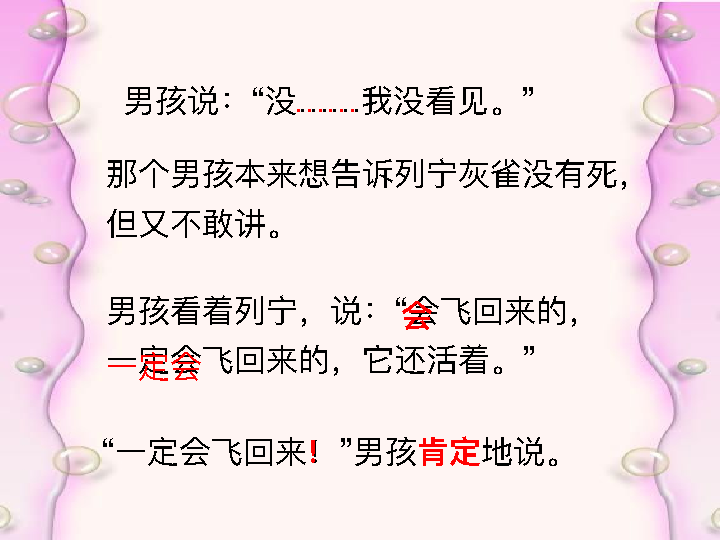 男孩说：“没………我没看见。”
那个男孩本来想告诉列宁灰雀没有死，
但又不敢讲。
男孩看着列宁，说：“会飞回来的，
一定会飞回来的，它还活着。”
“一定会飞回来！”男孩肯定地说。